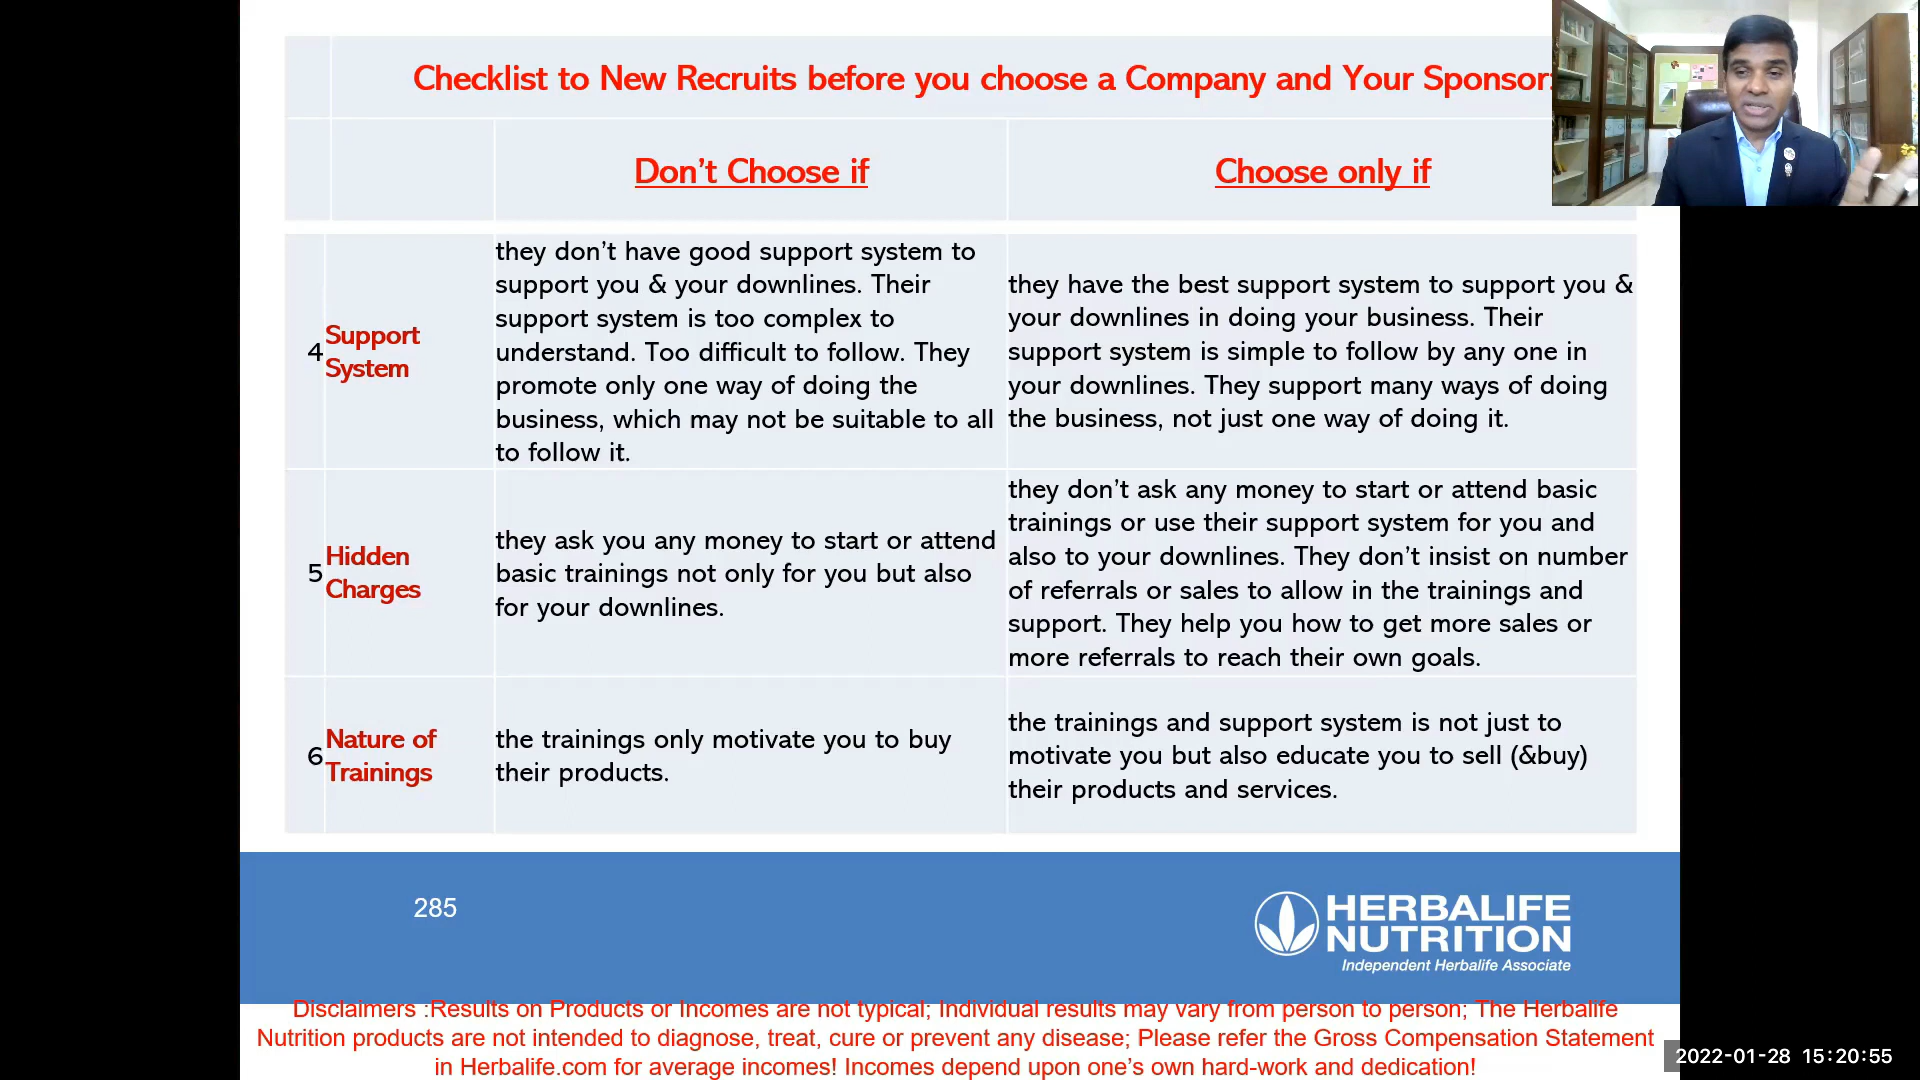 Checklist to New Recruits before you choose a Company and Your Sponsor:
Don't Choose if
Choose only if
4
Support
System
they don't have good support system to
support you & your downlines. Their
support system is too complex to
understand. Too difficult to follow. They
promote only one way of doing the
business, which may not be suitable to all
to follow it.
they have the best support system to support you &
your downlines in doing your business. Their
support system is simple to follow by any one in
your downlines. They support many ways of doing
the business, not just one way of doing it.
5
Hidden
Charges
they ask you any money to start or attend
basic trainings not only for you but also
for your downlines.
they don't ask any money to start or attend basic
trainings or use their support system for you and
also to your downlines. They don't insist on number
of referrals or sales to allow in the trainings and
support. They help you how to get more sales or
more referrals to reach their own goals.
6
Nature of
Trainings
the trainings only motivate you to buy
their products.
the trainings and support system is not just to
motivate you but also educate you to sell (&buy)
their products and services.
285
HERBALIFE
NUTRITION
Independent Herbalife Associate
Disclaimers :Results on Products or Incomes are not typical; Individual results may vary from person to person; The Herbalife
Nutrition products are not intended to diagnose, treat, cure or prevent any disease; Please refer the Gross Compensation Statement
in Herbalife.com for average incomes! Incomes depend upon one's own hard-work and dedication!
2022-01-28 15:20:55